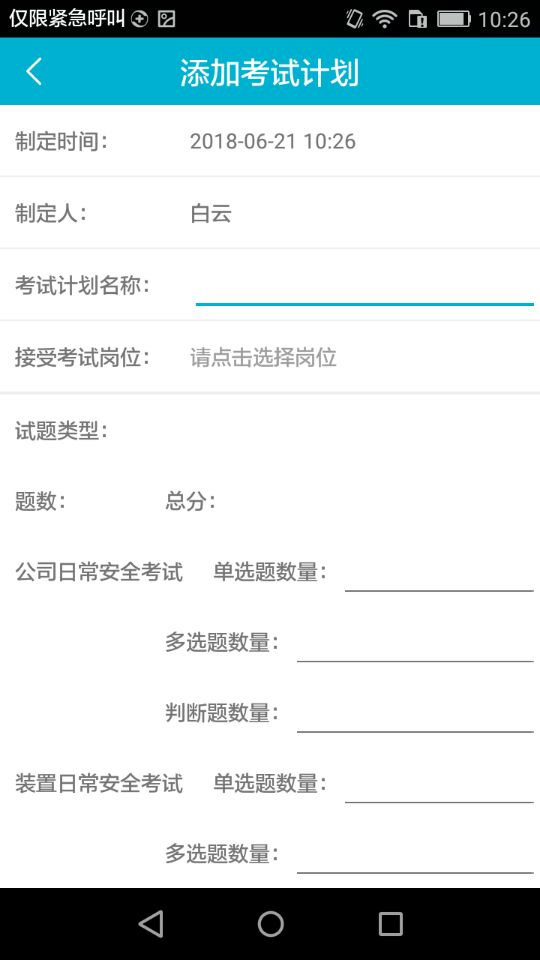 仅限紧急呼叫 10:26
添加考试计划
制定时间： 2018-06-21 10:26
制定人： 白云
考试计划名称：
接受考试岗位： 请点击选择岗位
试题类型：
题数： 总分：
公司日常安全考试 单选题数量：
多选题数量：
判断题数量：
装置日常安全考试 单选题数量：
多选题数量：